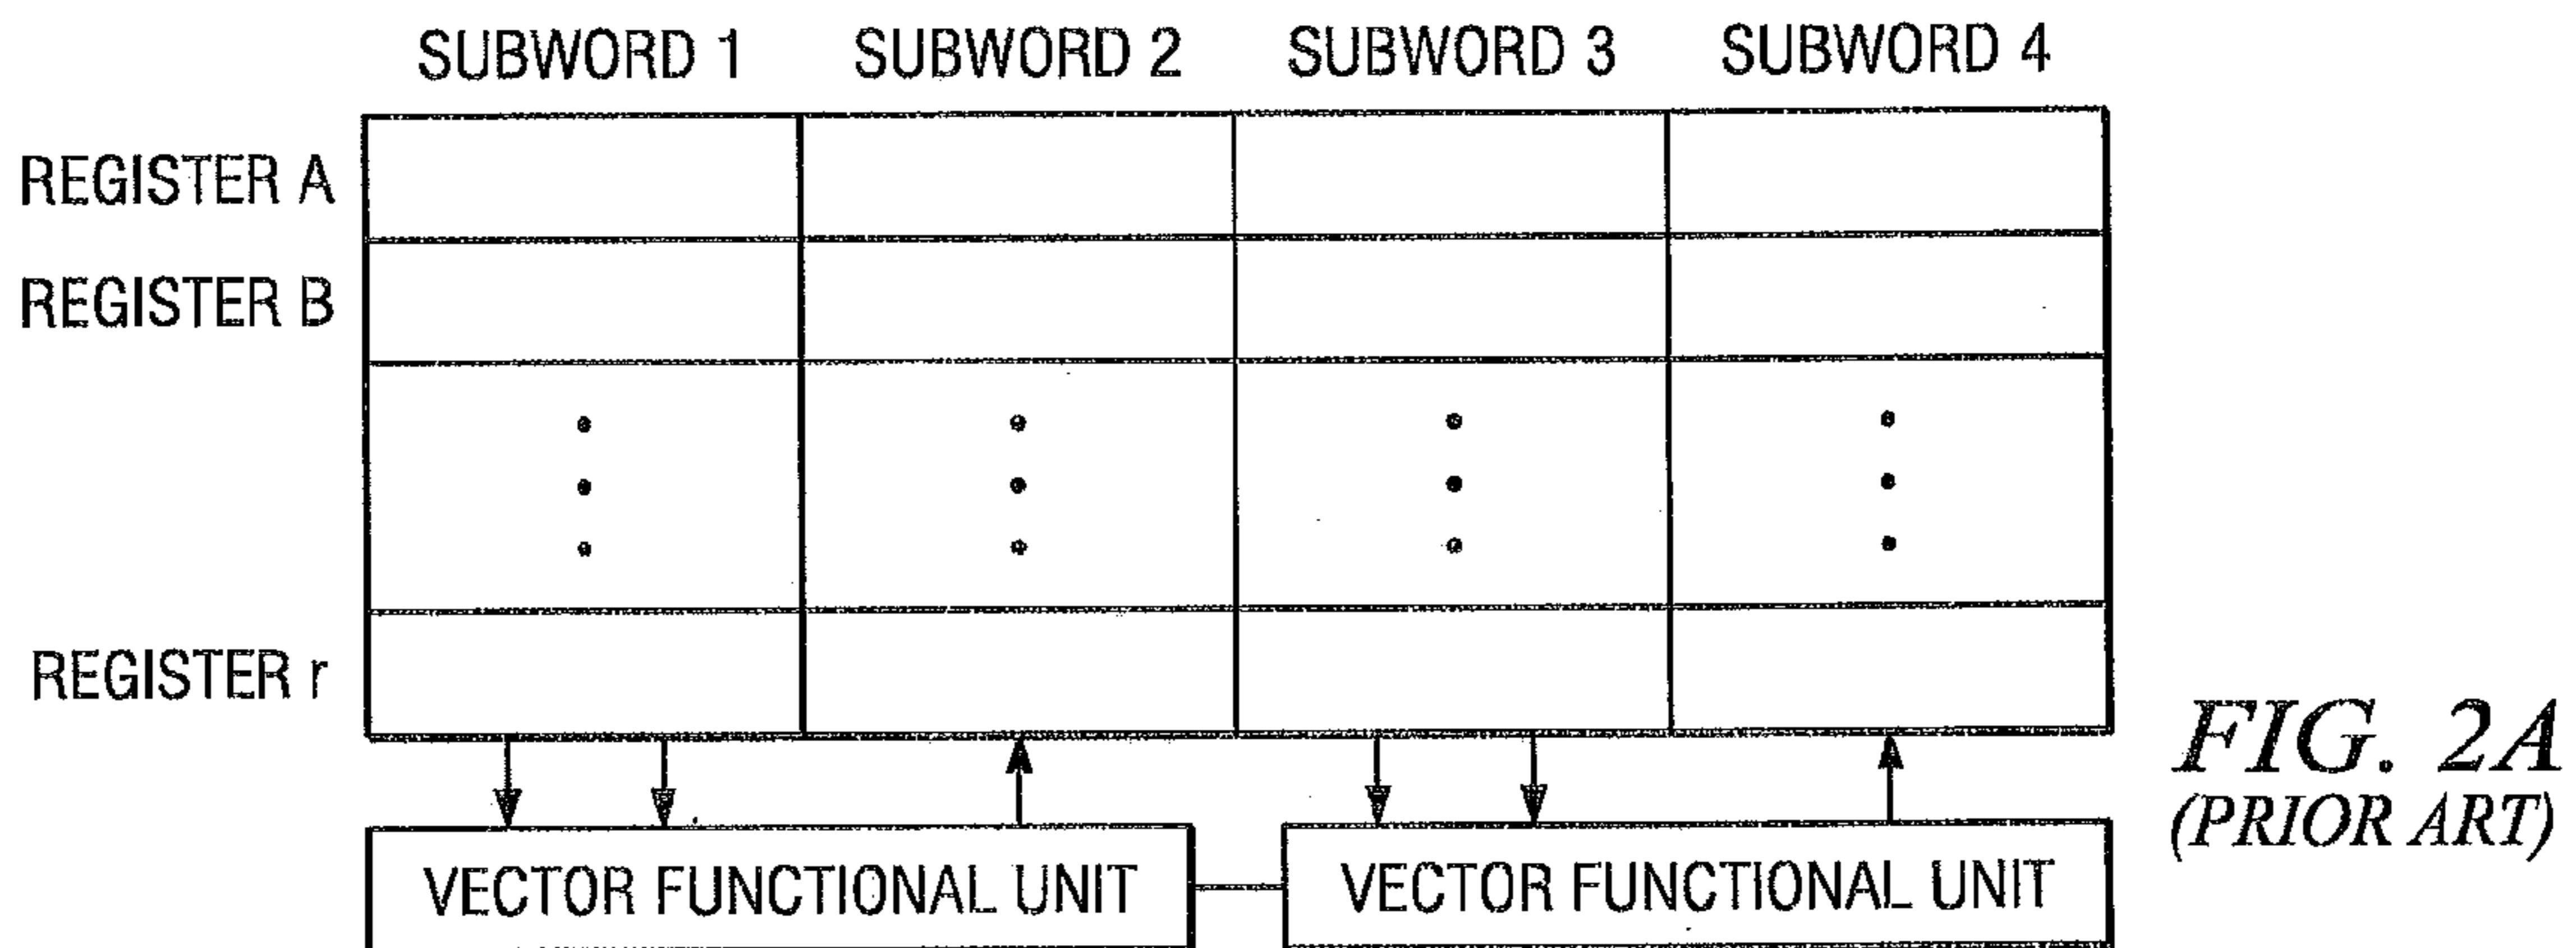 SUBWORD 1 SUBWORD 2 SUBWORD 3 SUBWORD 4
REGISTER A
REGISTER B
REGISTER r
VECTOR FUNCTIONAL UNIT VECTOR FUNCTIONAL UNIT
FIG. 2A
(PRIOR ART)